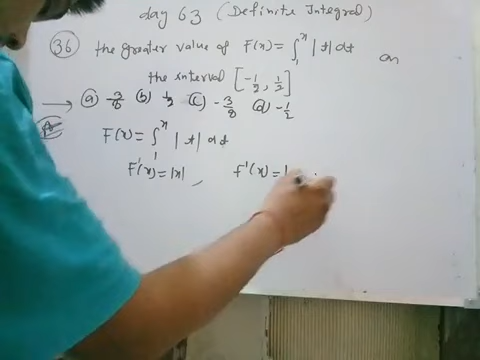 day 63 (Definite Integral)
36 the greater value of F(x) = ∫₁ˣ |t| dt on
the interval [-1/2, 1/2]
→ (a) 3/8 (b) 1/2 (c) -3/8 (d) -1/2
F(x) = ∫₁ˣ |t| dt
F'(x) = |x| , f'(x) = |